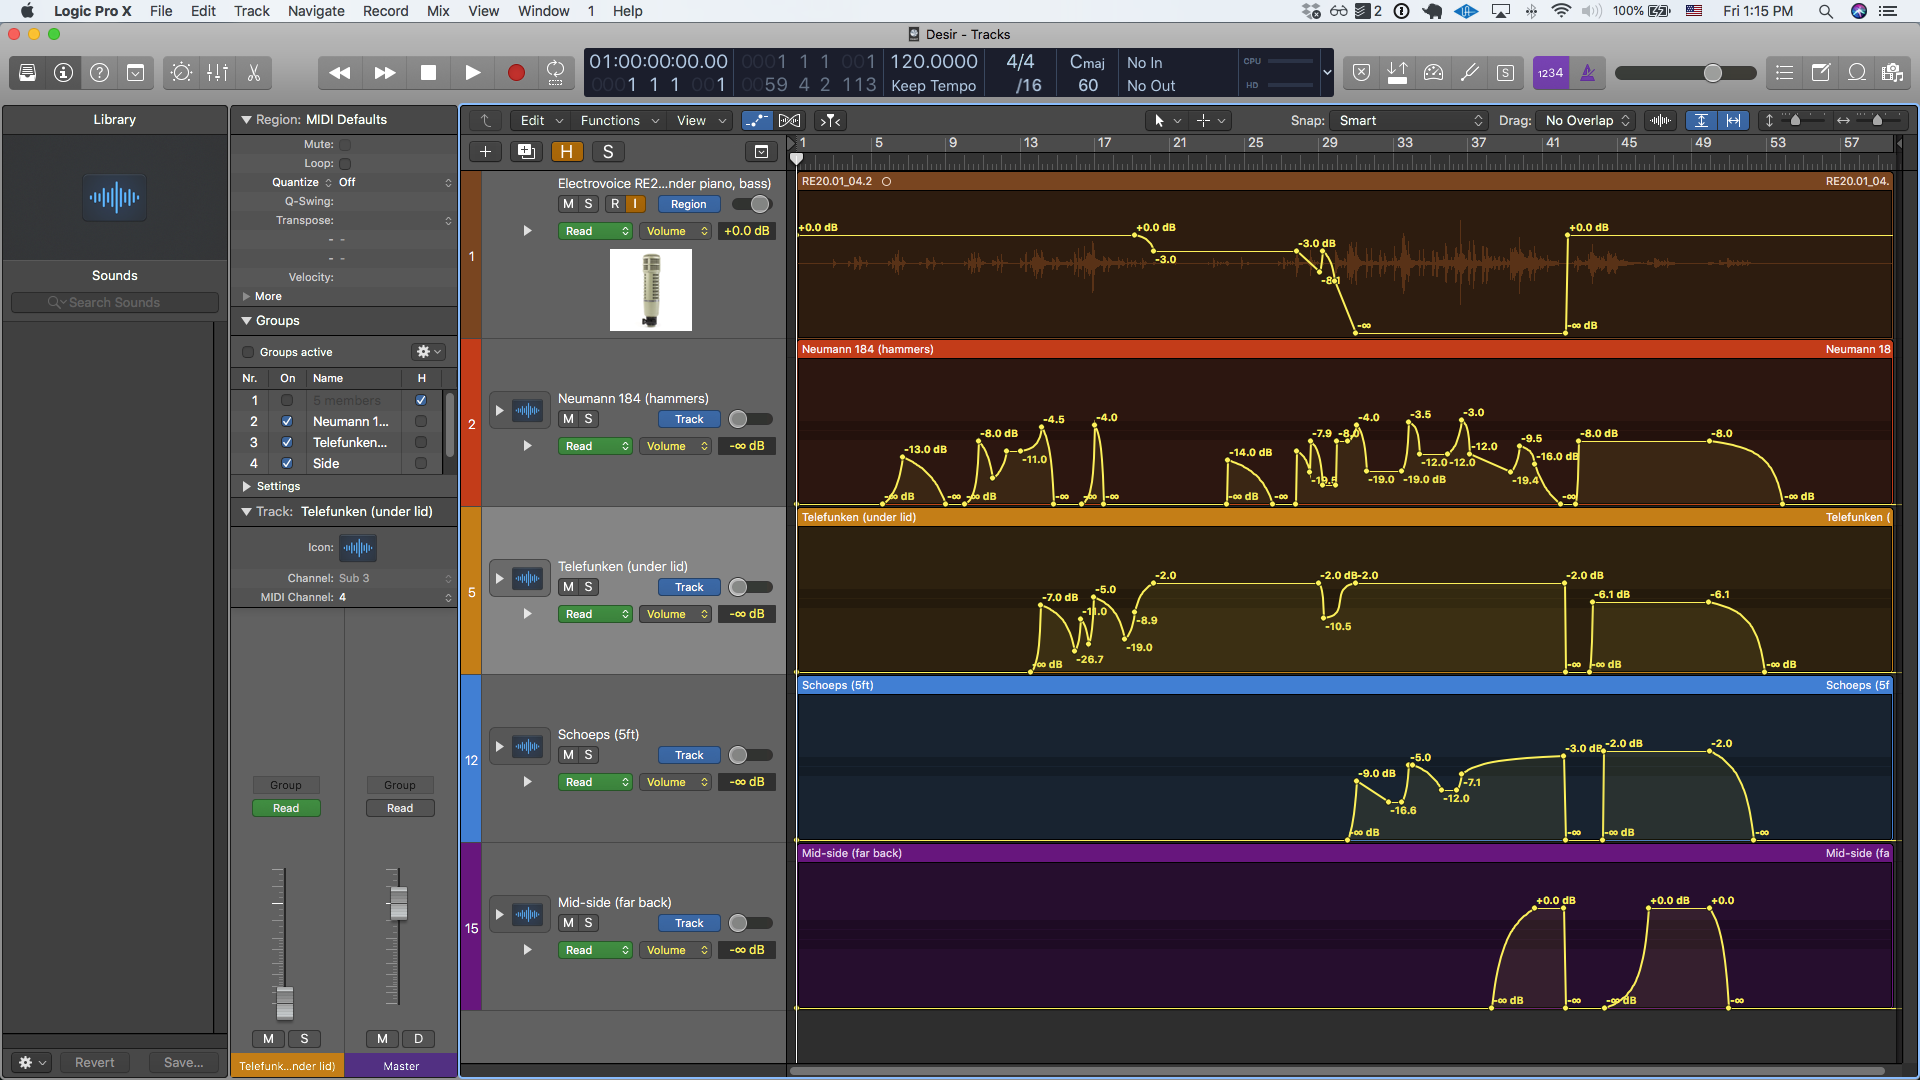 Logic Pro X File Edit Track Navigate Record Mix View Window 1 Help 2 100% Fri 1:15 PM
Desir - Tracks
01:00:00:00.00 0001 1 1 001 120.0000 4/4 Cmaj No In CPU
0001 1 1 001 0059 4 2 113 Keep Tempo /16 60 No Out HD
S 1234
Library
Sounds
Search Sounds
Revert Save...
Region: MIDI Defaults
Mute:
Loop:
Quantize Off
Q-Swing:
Transpose:
- -
- -
Velocity:
More
Groups
Groups active
Nr. On Name H
1 5 members
2 Neumann 1...
3 Telefunken...
4 Side
Settings
Track: Telefunken (under lid)
Icon:
Channel: Sub 3
MIDI Channel: 4
Group Group
Read Read
M S M D
Telefunk...nder lid) Master
Edit Functions View Snap: Smart Drag: No Overlap
H S
1 5 9 13 17 21 25 29 33 37 41 45 49 53 57
1
Electrovoice RE2...nder piano, bass)
M S R I Region
Read Volume +0.0 dB
RE20.01_04.2 RE20.01_04.
+0.0 dB +0.0 dB -3.0 -3.0 dB -8.1 -∞ +0.0 dB -∞ dB
2
Neumann 184 (hammers)
M S Track
Read Volume -∞ dB
Neumann 184 (hammers) Neumann 18
-∞ dB -13.0 dB -∞ -∞ dB -8.0 dB -11.0 -4.5 -∞ -4.0 -∞ -14.0 dB -∞ dB -∞ -7.9 -19.5 -8.0 -4.0 -19.0 -19.0 dB -3.5 -12.0 -12.0 -3.0 -12.0 -19.4 -9.5 -16.0 dB -∞ -8.0 dB -8.0 -∞ dB
5
Telefunken (under lid)
M S Track
Read Volume -∞ dB
Telefunken (under lid) Telefunken (
-∞ dB -7.0 dB -26.7 -11.0 -5.0 -19.0 -8.9 -2.0 -2.0 dB -10.5 -2.0 -2.0 dB -∞ -∞ dB -6.1 dB -6.1 -∞ dB
12
Schoeps (5ft)
M S Track
Read Volume -∞ dB
Schoeps (5ft) Schoeps (5f
-∞ dB -9.0 dB -16.6 -5.0 -12.0 -7.1 -3.0 dB -∞ -∞ dB -2.0 dB -2.0 -∞
15
Mid-side (far back)
M S Track
Read Volume -∞ dB
Mid-side (far back) Mid-side (fa
-∞ dB +0.0 dB -∞ -∞ dB +0.0 dB +0.0 -∞